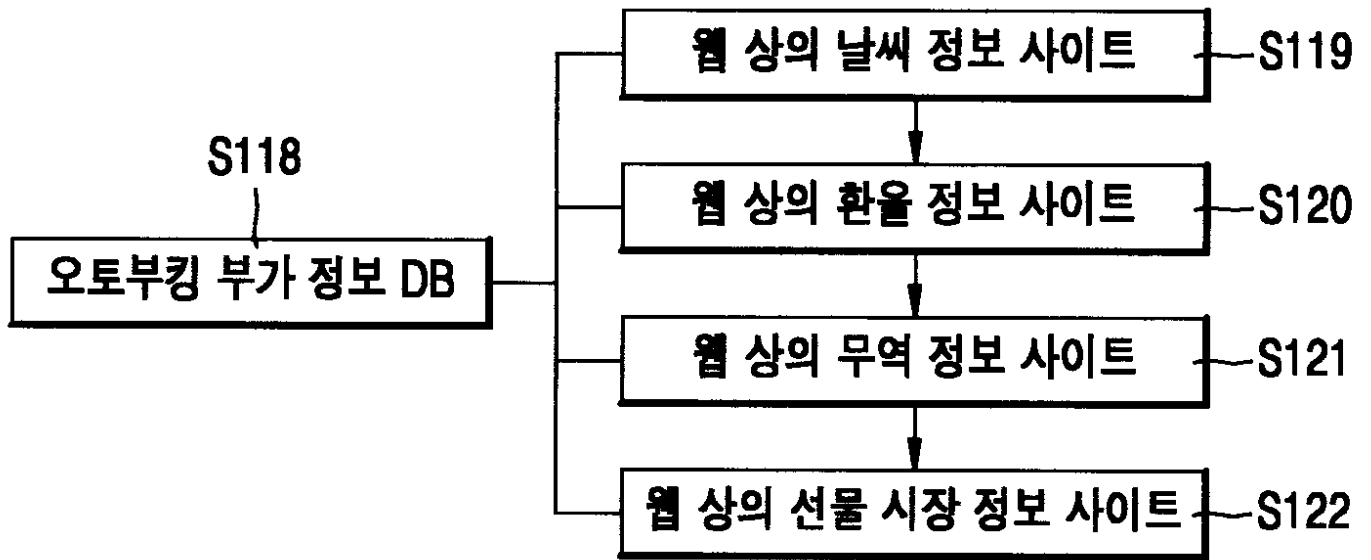 웹 상의 날씨 정보 사이트
S119
S118
웹 상의 환율 정보 사이트
S120
오토부킹 부가 정보 DB
웹 상의 무역 정보 사이트
S121
웹 상의 선물 시장 정보 사이트
S122